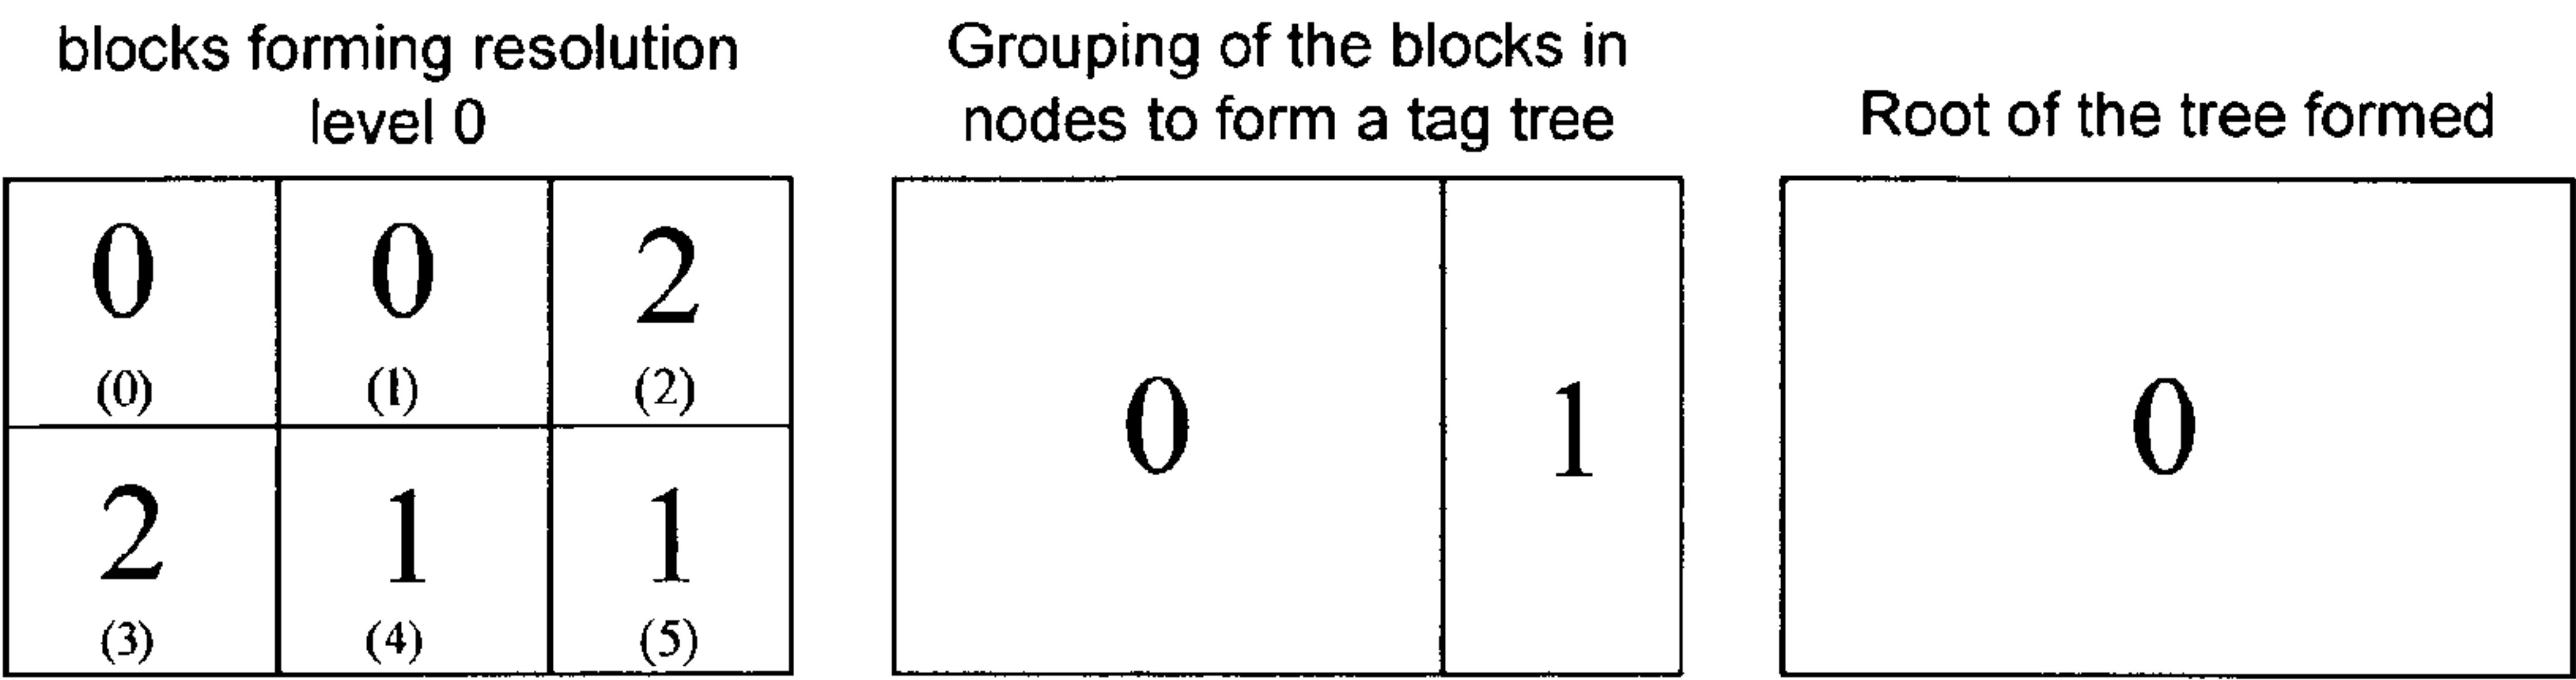 blocks forming resolution
level 0
0 0 2
(0) (1) (2)
2 1 1
(3) (4) (5)
Grouping of the blocks in
nodes to form a tag tree
0 1
Root of the tree formed
0